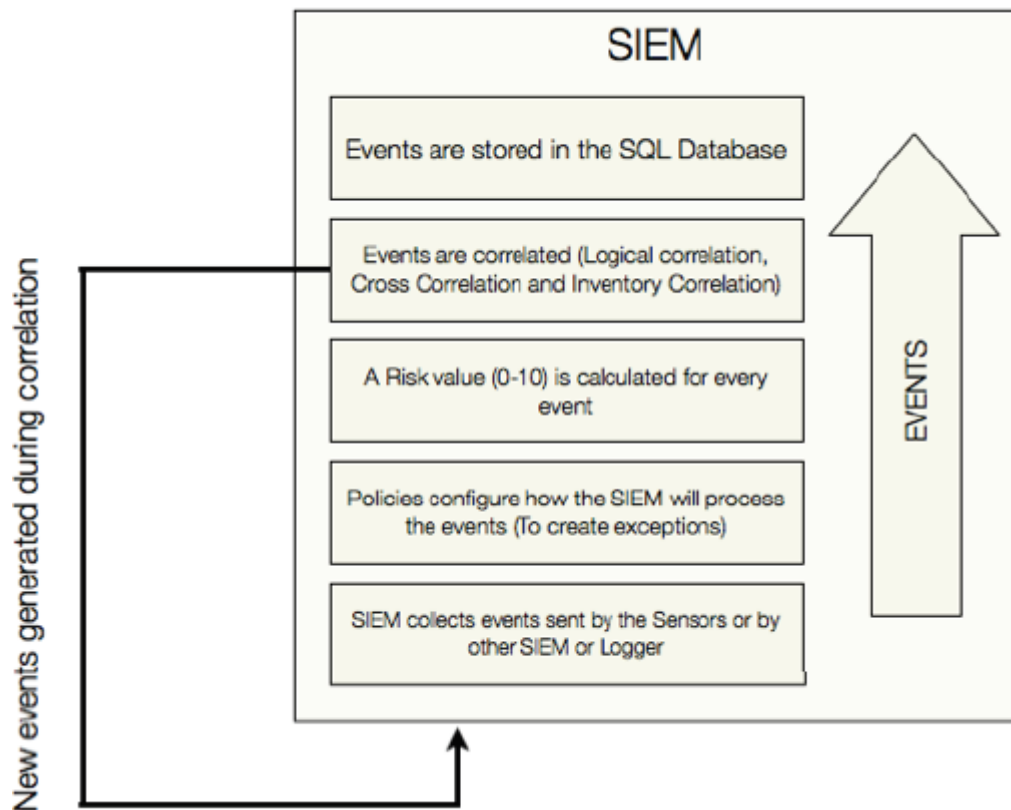 SIEM
Events are stored in the SQL Database
Events are correlated (Logical correlation,
Cross Correlation and Inventory Correlation)
A Risk value (0-10) is calculated for every
event
Policies configure how the SIEM will process
the events (To create exceptions)
SIEM collects events sent by the Sensors or by
other SIEM or Logger
EVENTS
New events generated during correlation